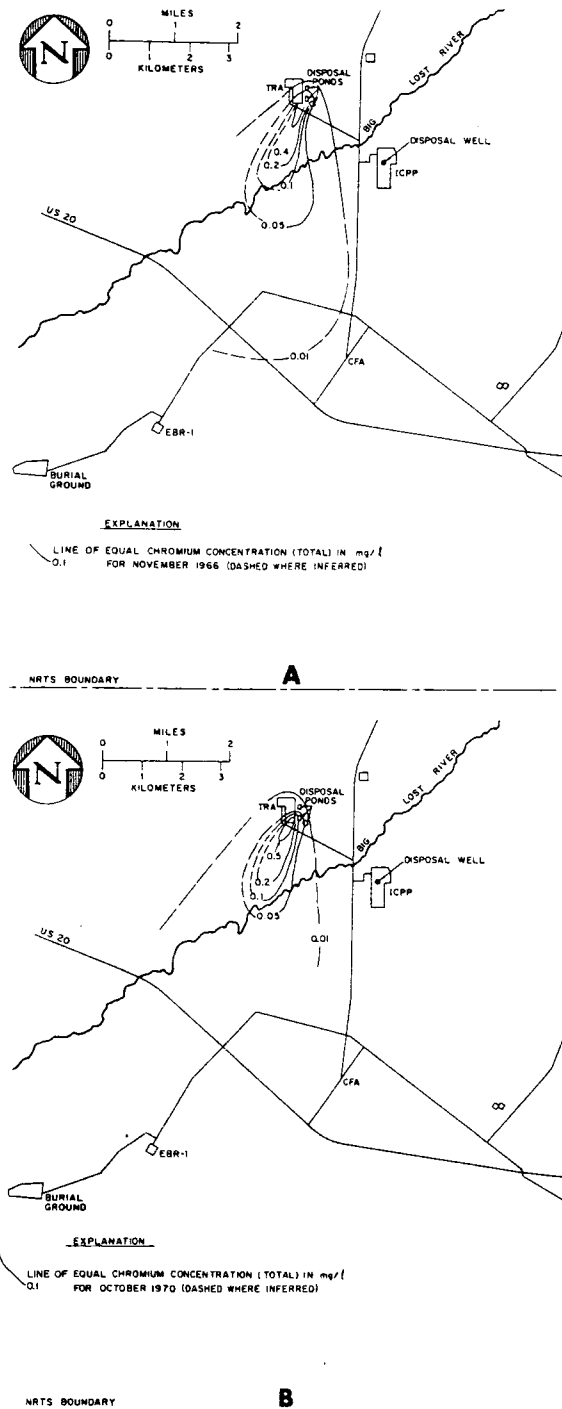 MILES
0 1 2
N
0 1 2 3
KILOMETERS
DISPOSAL
PONDS
TRA
BIG LOST RIVER
DISPOSAL WELL
ICPP
0.4
0.2
0.1
0.05
US 20
0.01
CFA
EBR-1
BURIAL
GROUND
EXPLANATION
LINE OF EQUAL CHROMIUM CONCENTRATION (TOTAL) IN mg/l
0.1 FOR NOVEMBER 1966 (DASHED WHERE INFERRED)
NRTS BOUNDARY
A
MILES
0 1 2
N
0 1 2 3
KILOMETERS
DISPOSAL
PONDS
TRA
BIG LOST RIVER
DISPOSAL WELL
ICPP
0.5
0.2
0.1
0.05
US 20
0.01
CFA
EBR-1
BURIAL
GROUND
EXPLANATION
LINE OF EQUAL CHROMIUM CONCENTRATION (TOTAL) IN mg/l
0.1 FOR OCTOBER 1970 (DASHED WHERE INFERRED)
NRTS BOUNDARY
B